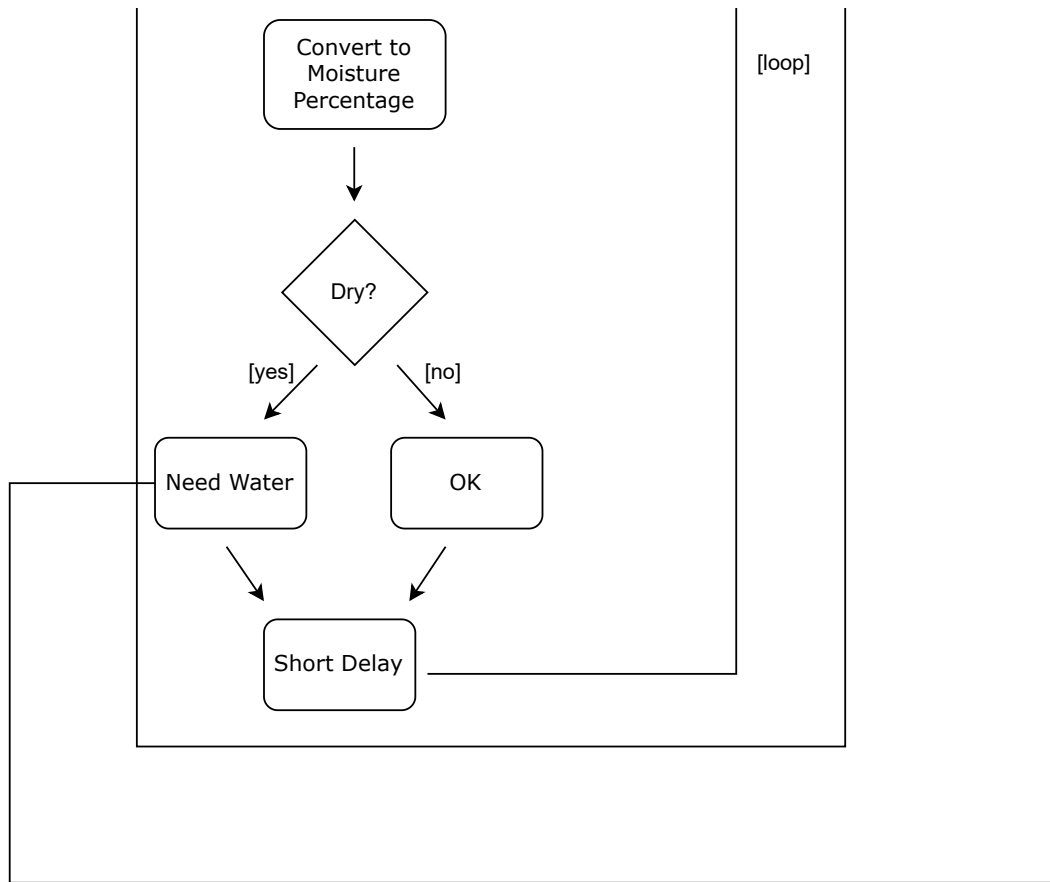 Convert to
Moisture
Percentage
[loop]
Dry?
[yes]
[no]
Need Water
OK
Short Delay